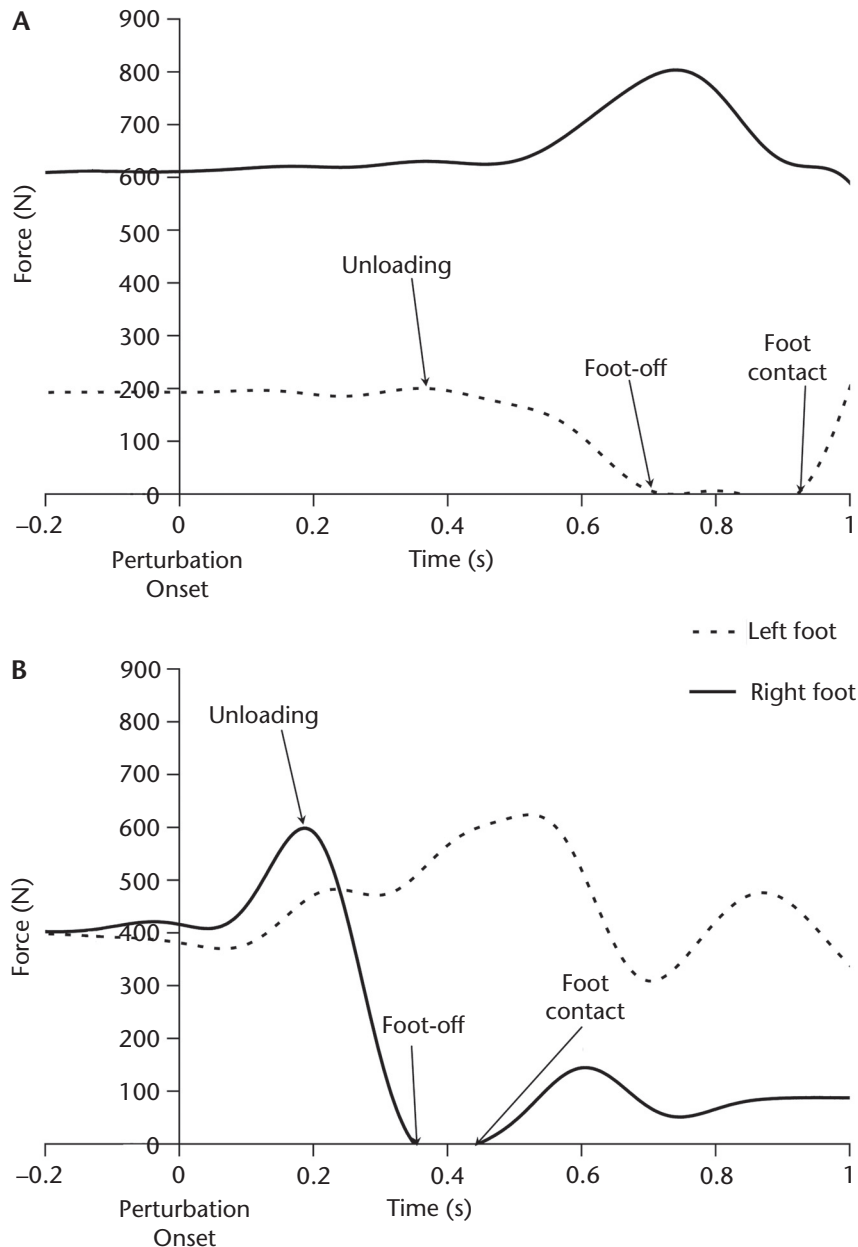 A
900
800
700
600
500
400
300
200
100
0
Force (N)
Unloading
Foot-off
Foot
contact
–0.2
0
0.2
0.4
0.6
0.8
1
Perturbation
Onset
Time (s)
Left foot
Right foot
B
900
800
700
600
500
400
300
200
100
0
Force (N)
Unloading
Foot-off
Foot
contact
–0.2
0
0.2
0.4
0.6
0.8
1
Perturbation
Onset
Time (s)